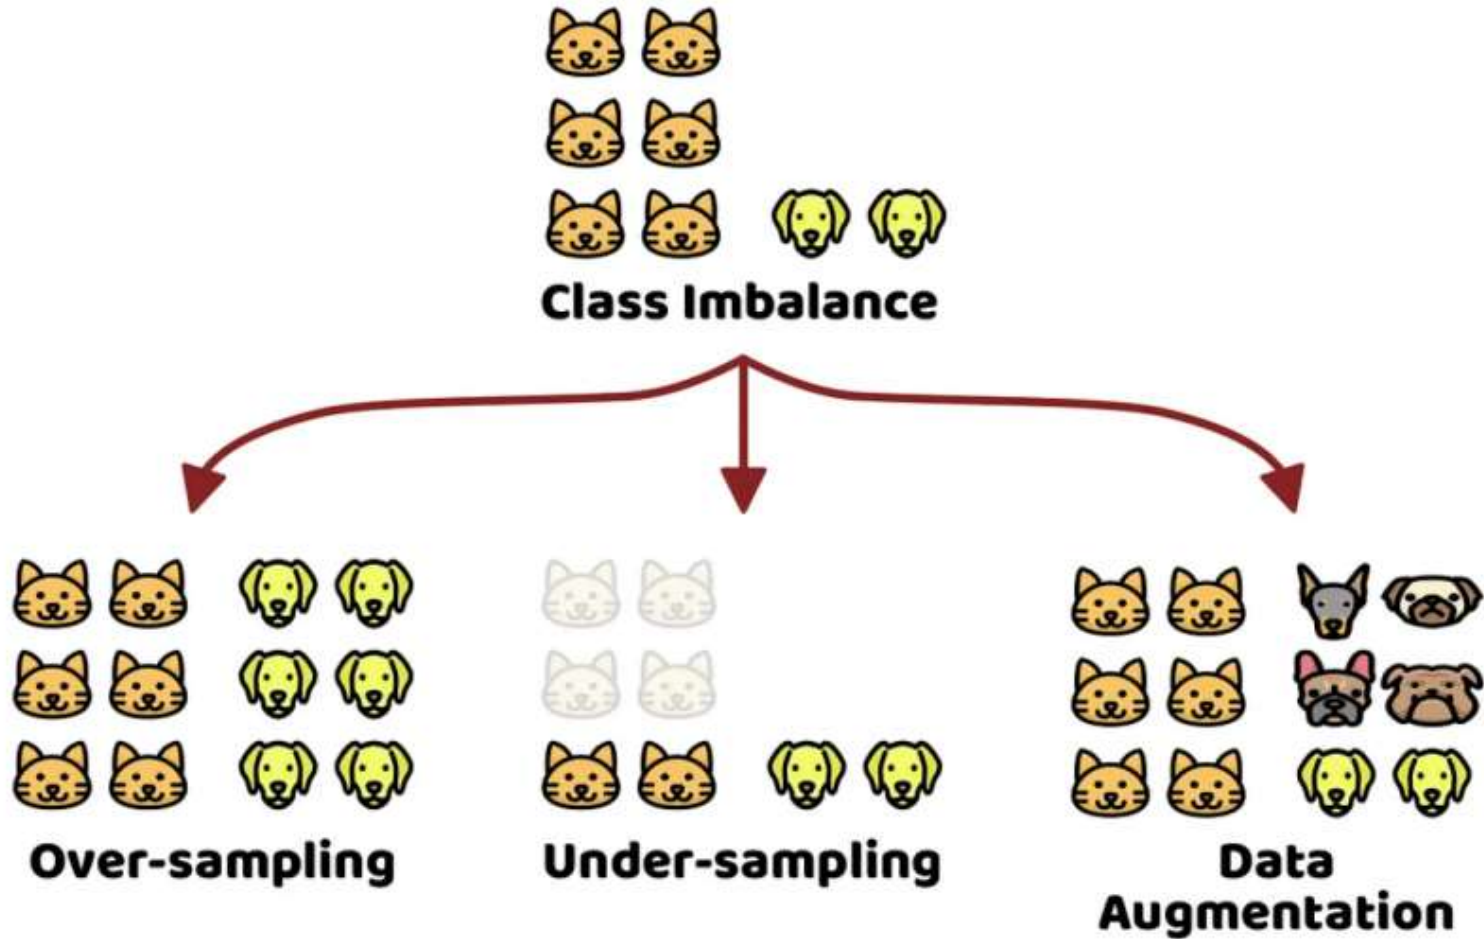 Class Imbalance
Over-sampling
Under-sampling
Data
Augmentation